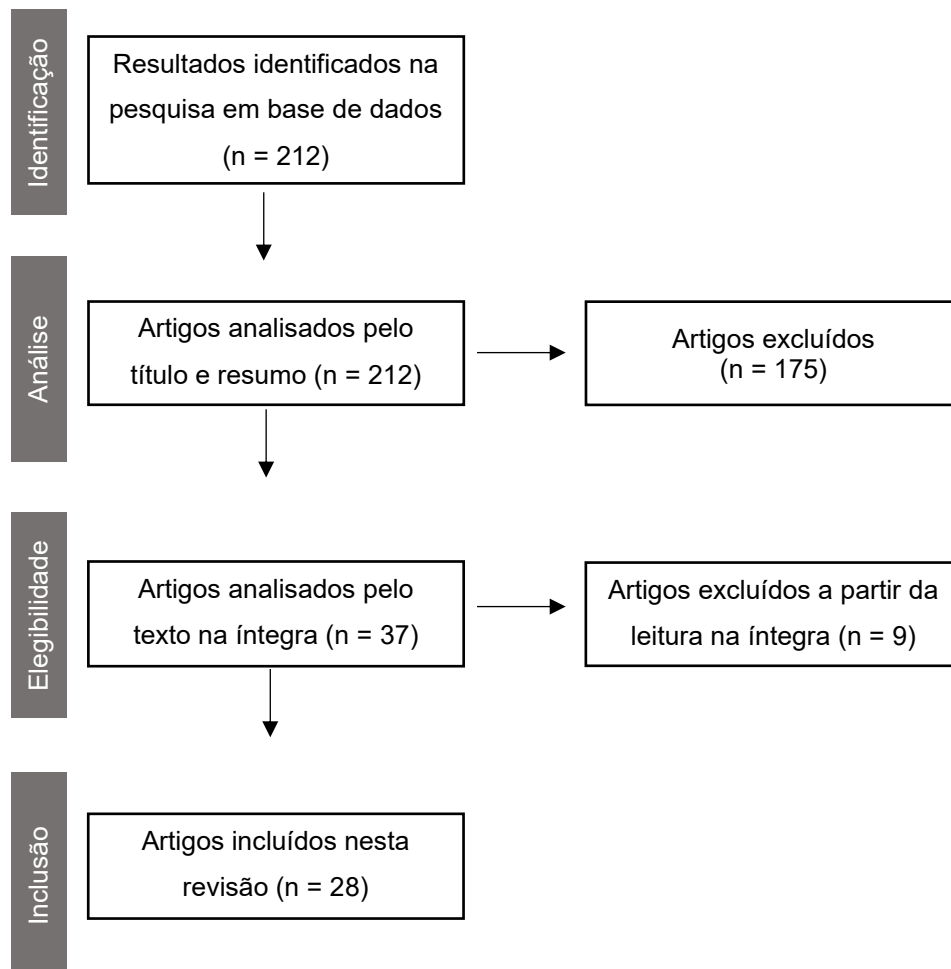 Identificação
Resultados identificados na
pesquisa em base de dados
(n = 212)
Análise
Artigos analisados pelo
título e resumo (n = 212)
Artigos excluídos
(n = 175)
Elegibilidade
Artigos analisados pelo
texto na íntegra (n = 37)
Artigos excluídos a partir da
leitura na íntegra (n = 9)
Inclusão
Artigos incluídos nesta
revisão (n = 28)